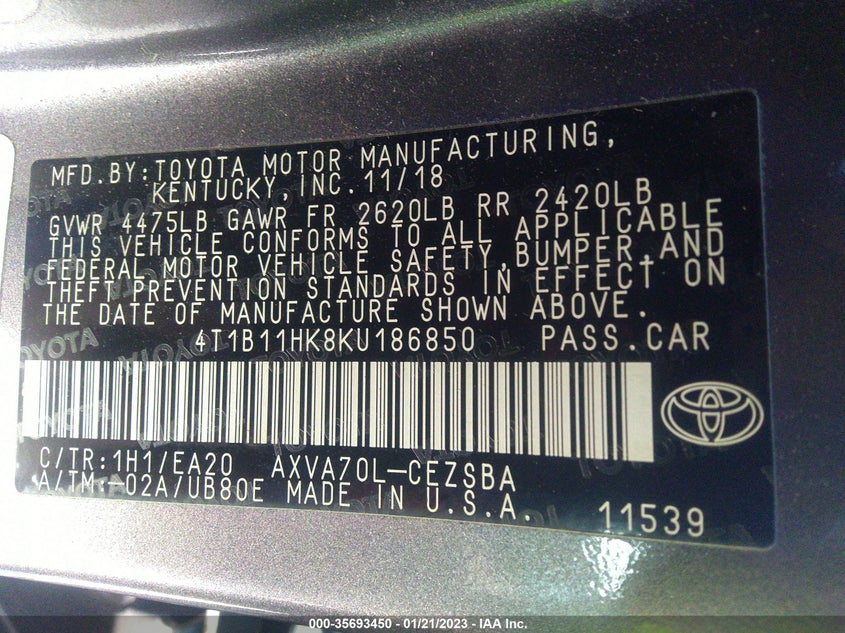 MFD.BY:TOYOTA MOTOR MANUFACTURING,
KENTUCKY,INC.11/18
GVWR 4475LB GAWR FR 2620LB RR 2420LB
THIS VEHICLE CONFORMS TO ALL APPLICABLE
FEDERAL MOTOR VEHICLE SAFETY,BUMPER,AND
THEFT PREVENTION STANDARDS IN EFFECT ON
THE DATE OF MANUFACTURE SHOWN ABOVE.
4T1B11HK8KU186850 PASS.CAR
C/TR:1H1/EA20 AXVA70L-CEZSBA
A/TM:-02A/UB80E MADE IN U.S.A.
11539
000-35693450 - 01/21/2023 - IAA Inc.